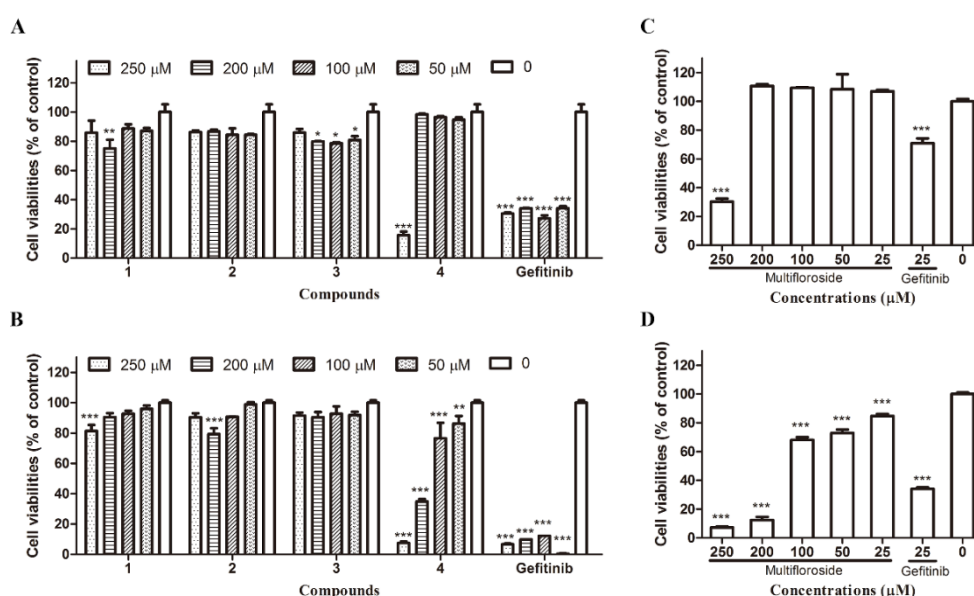 A
250 μM 200 μM 100 μM 50 μM 0
Cell viabilities (% of control)
120
100
80
60
40
20
0
** * * * *** *** *** *** ***
1 2 3 4 Gefitinib
Compounds
B
250 μM 200 μM 100 μM 50 μM 0
Cell viabilities (% of control)
120
100
80
60
40
20
0
*** *** *** *** *** ** *** *** *** ***
1 2 3 4 Gefitinib
Compounds
C
Cell viabilities (% of control)
120
100
80
60
40
20
0
*** ***
250 200 100 50 25 25 0
Multifloroside Gefitinib
Concentrations (μM)
D
Cell viabilities (% of control)
120
100
80
60
40
20
0
*** *** *** *** *** ***
250 200 100 50 25 25 0
Multifloroside Gefitinib
Concentrations (μM)